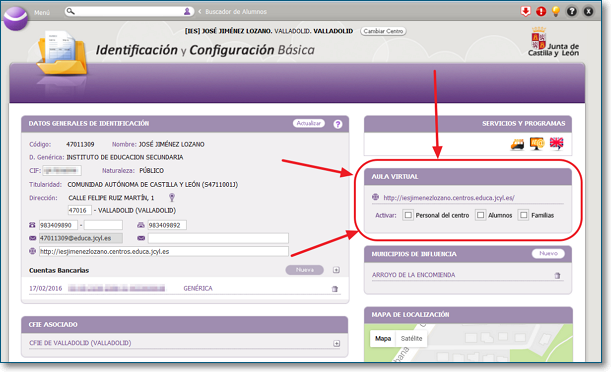 Menú
< Buscador de Alumnos
[IES] JOSÉ JIMÉNEZ LOZANO. VALLADOLID. VALLADOLID
Cambiar Centro
Identificación y Configuración Básica
Junta de
Castilla y León
DATOS GENERALES DE IDENTIFICACIÓN
Actualizar
Código: 47011309 Nombre: JOSÉ JIMÉNEZ LOZANO
D. Genérica: INSTITUTO DE EDUCACION SECUNDARIA
CIF: Naturaleza: PÚBLICO
Titularidad: COMUNIDAD AUTÓNOMA DE CASTILLA Y LEÓN (S4711001J)
Dirección: CALLE FELIPE RUIZ MARTÍN, 1
47016 - VALLADOLID (VALLADOLID)
983409890 - 983409892
47011309@educa.jcyl.es
http://iesjimenezlozano.centros.educa.jcyl.es
Cuentas Bancarias
Nueva
17/02/2016 GENÉRICA
CFIE ASOCIADO
CFIE DE VALLADOLID (VALLADOLID)
SERVICIOS Y PROGRAMAS
AULA VIRTUAL
http://iesjimenezlozano.centros.educa.jcyl.es/
Activar: Personal del centro Alumnos Familias
MUNICIPIOS DE INFLUENCIA
Nuevo
ARROYO DE LA ENCOMIENDA
MAPA DE LOCALIZACIÓN
Mapa Satélite